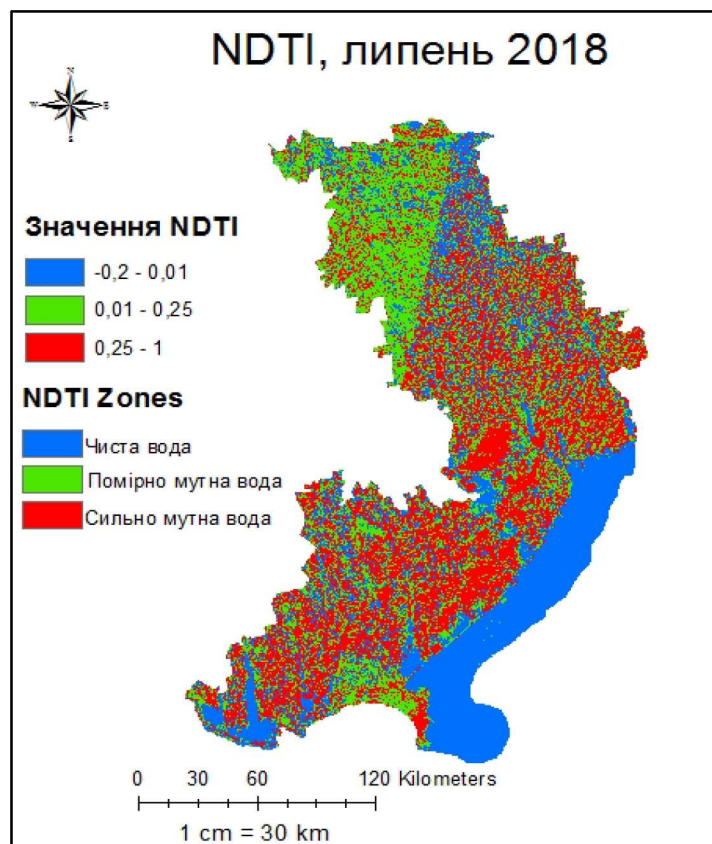 NDTI, липень 2018
N
W E
S
Значення NDTI
-0,2 - 0,01
0,01 - 0,25
0,25 - 1
NDTI Zones
Чиста вода
Помірно мутна вода
Сильно мутна вода
0 30 60 120 Kilometers
1 cm = 30 km